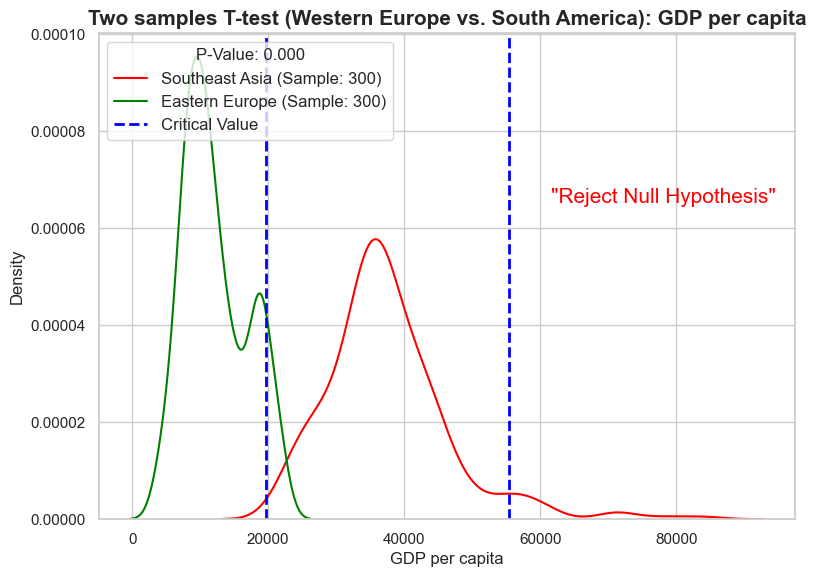 Two samples T-test (Western Europe vs. South America): GDP per capita
P-Value: 0.000
Southeast Asia (Sample: 300)
Eastern Europe (Sample: 300)
Critical Value
"Reject Null Hypothesis"
Density
0.00010
0.00008
0.00006
0.00004
0.00002
0.00000
0 20000 40000 60000 80000
GDP per capita